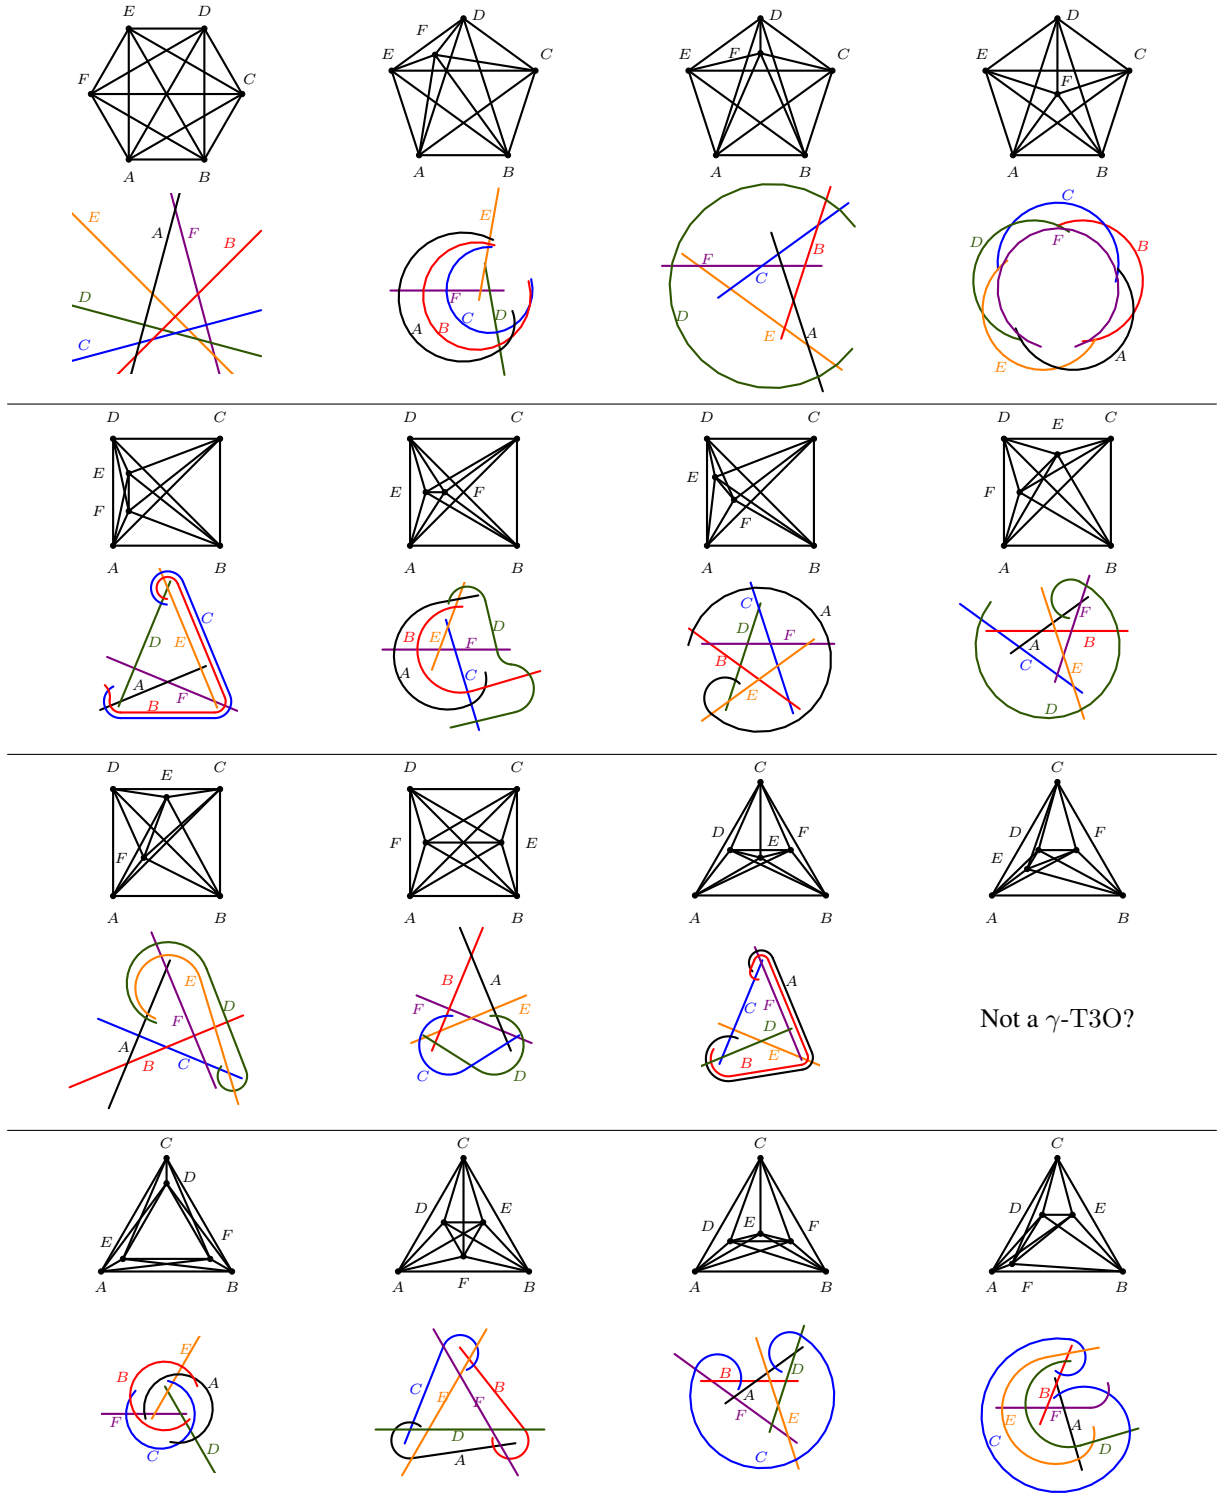 E D D D D
F C E F C E F C E F C
A B A B A B A B
E A F B D C
E F A B C D
F C B D E A
C D F B E A
D C D C D C D E C
E F E F E F F
A B A B A B A B
D C E A B F
B E D F A C
C A D F B E
F A B C E D
D E C D C C C
F F E D E F D F E
A B A B A B A B
E D F A B C
B A F E C D
A C F D B E
Not a γ-T3O?
C C C C
D E F D E D E F D E
A B A F B A B A F B
E B A F C D
C B E F D A
B A D F E C
B F A E C D